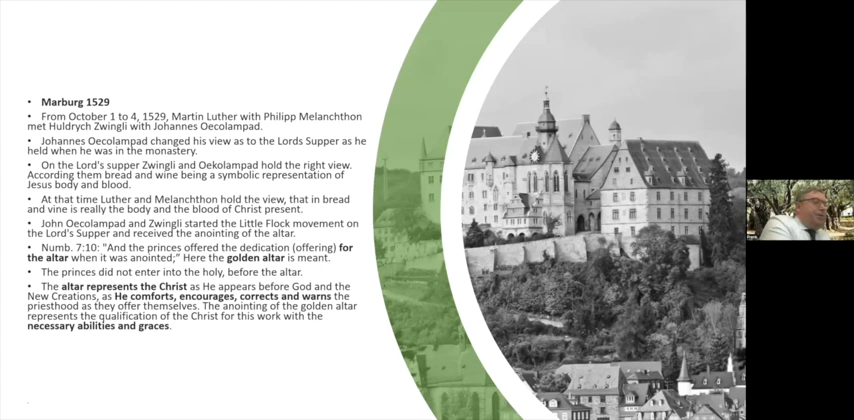 • Marburg 1529
• From October 1 to 4, 1529, Martin Luther with Philipp Melanchthon
met Huldrych Zwingli with Johannes Oecolampad.
• Johannes Oecolampad changed his view as to the Lords Supper as he
held when he was in the monastery.
• On the Lord's supper Zwingli and Oekolampad hold the right view.
According them bread and wine being a symbolic representation of
Jesus body and blood.
• At that time Luther and Melanchthon hold the view, that in bread
and vine is really the body and the blood of Christ present.
• John Oecolampad and Zwingli started the Little Flock movement on
the Lord's Supper and received the anointing of the altar.
• Numb. 7:10: "And the princes offered the dedication (offering) for
the altar when it was anointed;" Here the golden altar is meant.
• The princes did not enter into the holy, before the altar.
• The altar represents the Christ as He appears before God and the
New Creations, as He comforts, encourages, corrects and warns the
priesthood as they offer themselves. The anointing of the golden altar
represents the qualification of the Christ for this work with the
necessary abilities and graces.